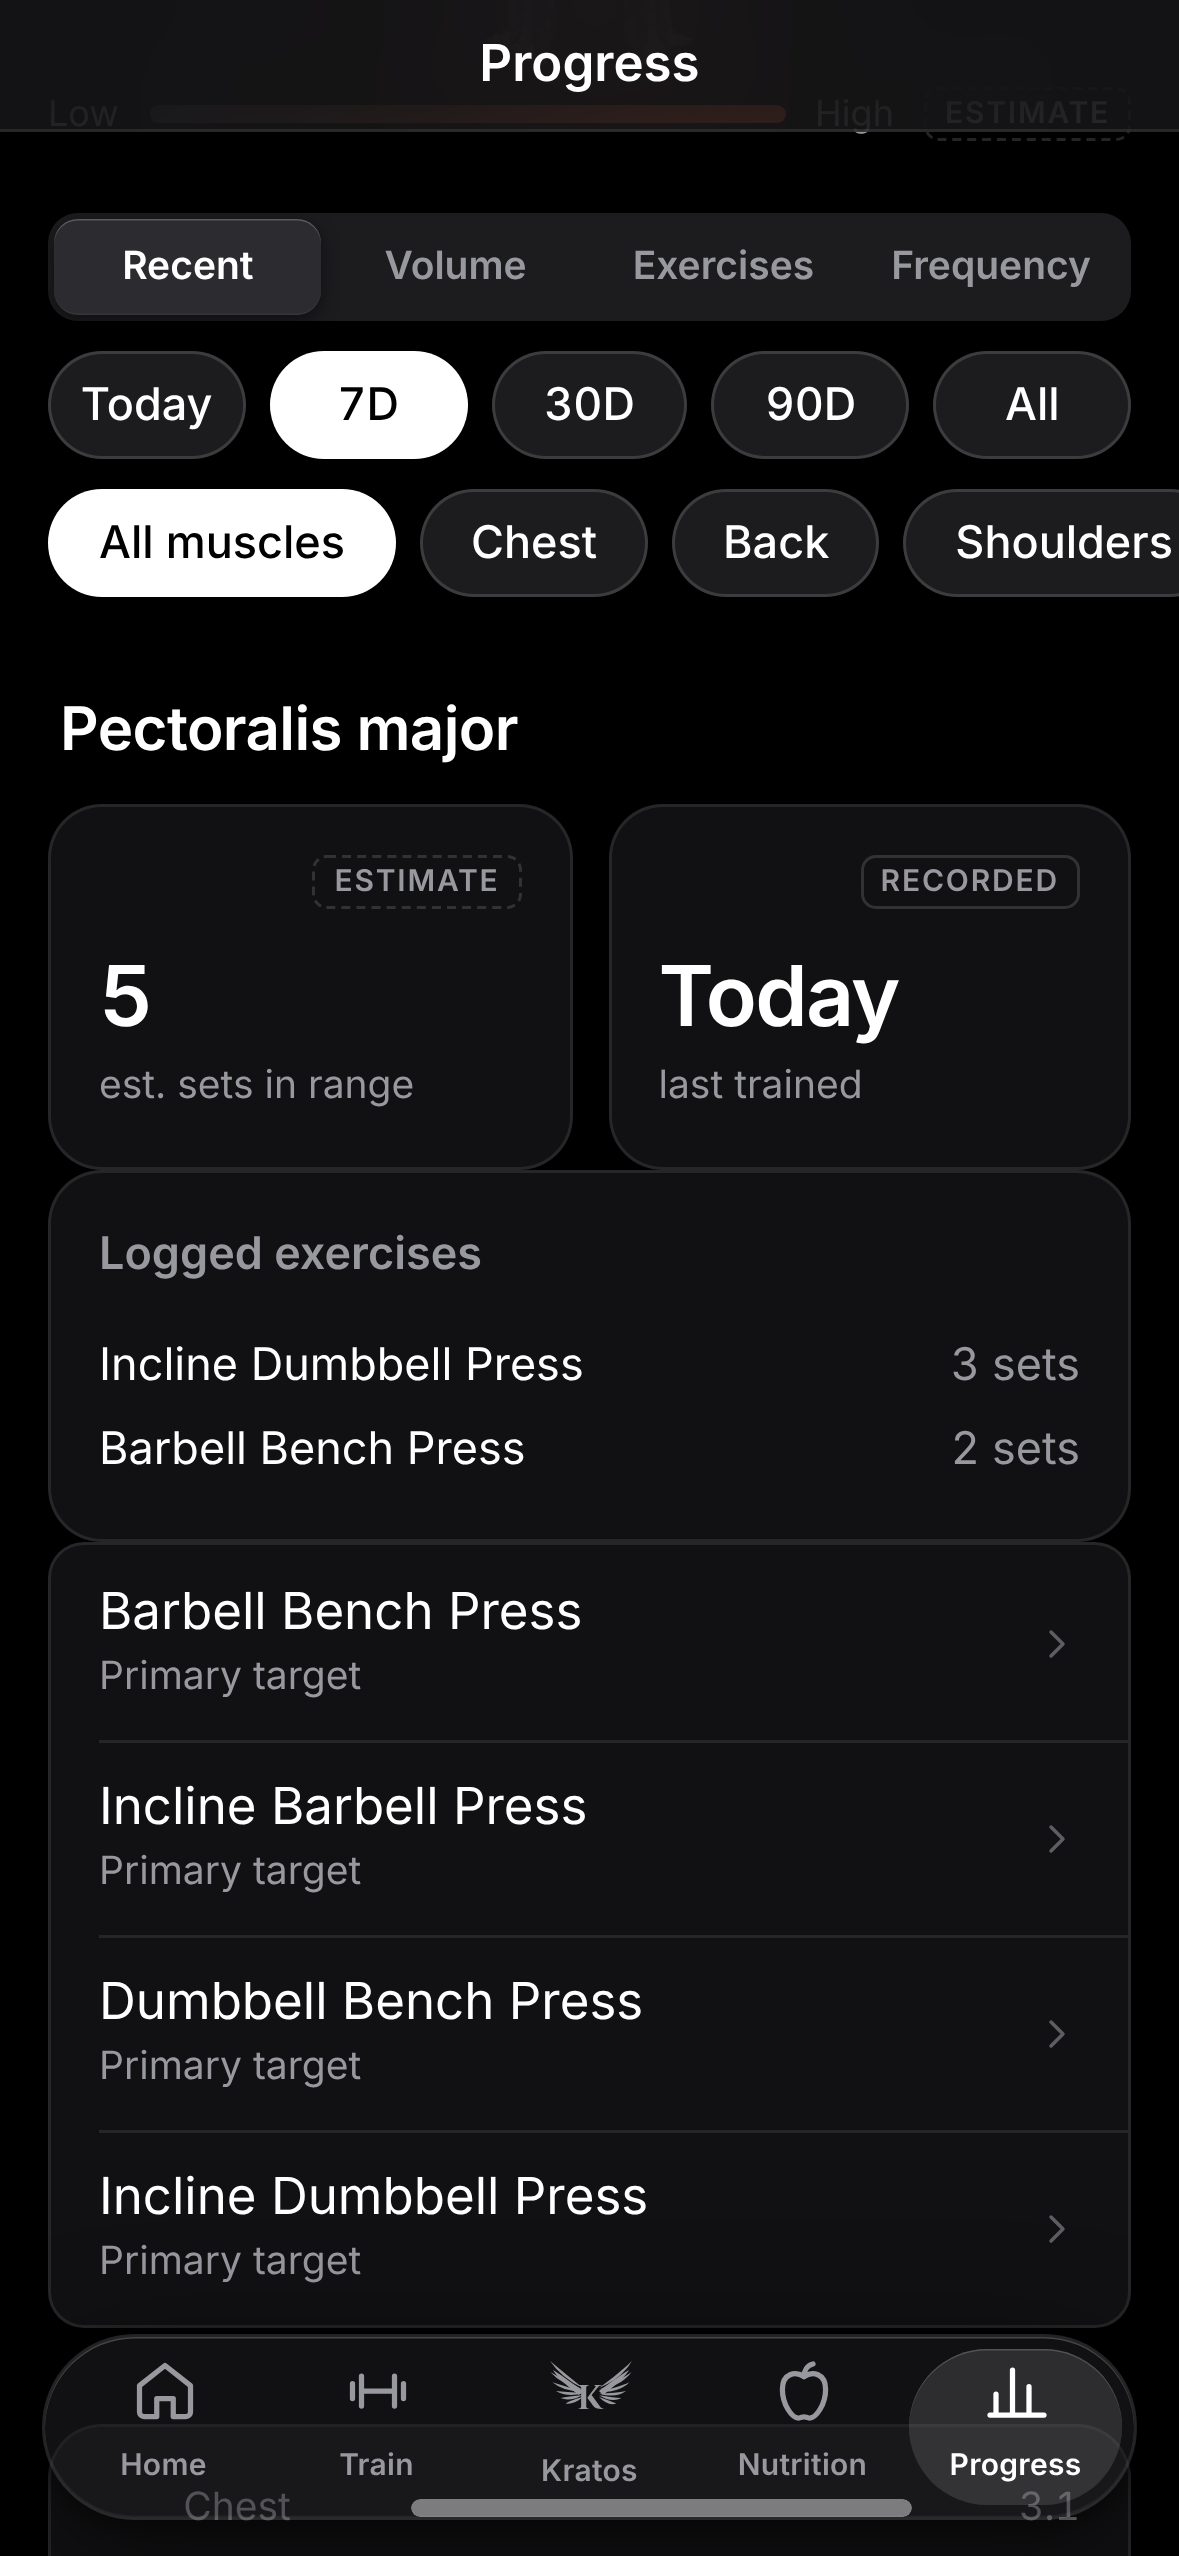 Progress
Low High ESTIMATE
Recent Volume Exercises Frequency
Today 7D 30D 90D All
All muscles Chest Back Shoulders
Pectoralis major
ESTIMATE RECORDED
5 Today
est. sets in range last trained
Logged exercises
Incline Dumbbell Press 3 sets
Barbell Bench Press 2 sets
Barbell Bench Press
Primary target
Incline Barbell Press
Primary target
Dumbbell Bench Press
Primary target
Incline Dumbbell Press
Primary target
K
Home Train Kratos Nutrition Progress
Chest 3.1